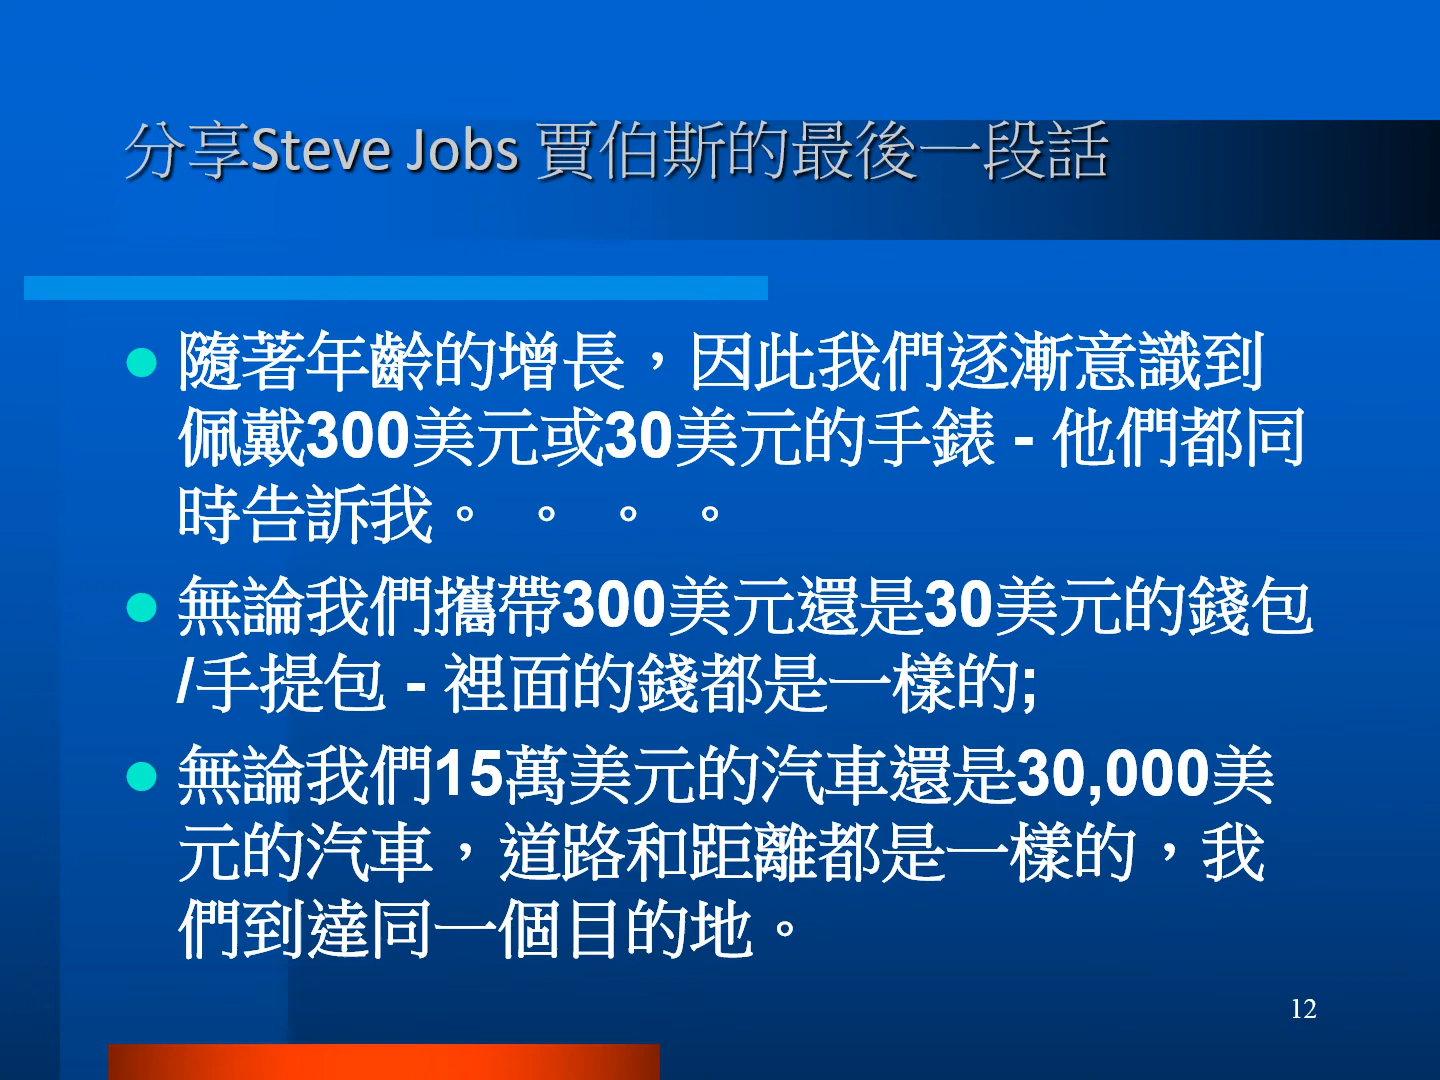 分享Steve Jobs 賈伯斯的最後一段話
隨著年齡的增長，因此我們逐漸意識到
佩戴300美元或30美元的手錶 - 他們都同
時告訴我。 。 。 。
無論我們攜帶300美元還是30美元的錢包
/手提包 - 裡面的錢都是一樣的;
無論我們15萬美元的汽車還是30,000美
元的汽車，道路和距離都是一樣的，我
們到達同一個目的地。
12